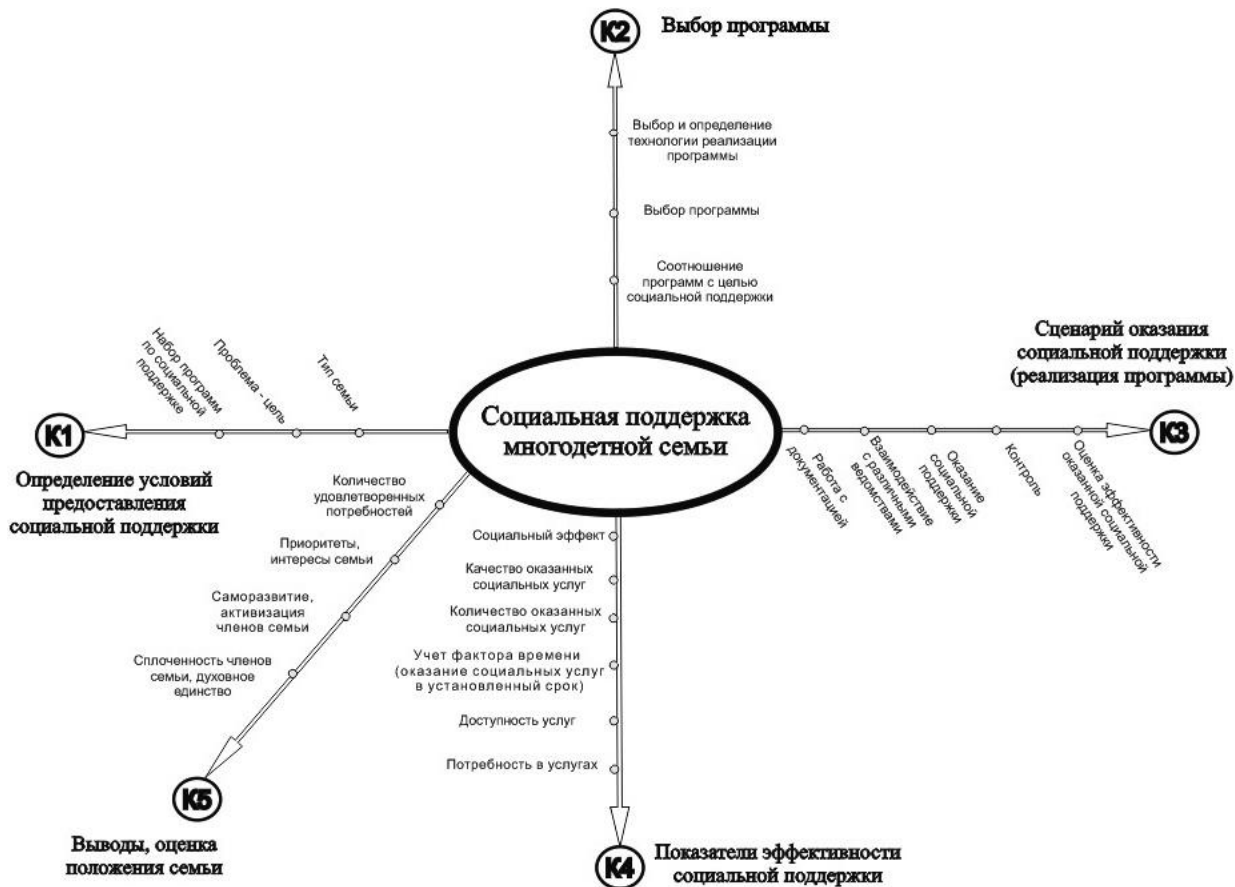 К2
Выбор программы
Выбор и определение
технологии реализации
программы
Выбор программы
Соотношение
программ с целью
социальной поддержки
Социальная поддержка
многодетной семьи
К1
Определение условий
предоставления
социальной поддержки
Набор программ
по социальной
поддержке
Проблема - цель
Тип семьи
Сценарий оказания
социальной поддержки
(реализация программы)
К3
Работа с
документацией
Взаимодействие
с различными
ведомствами
Оказание
социальной
поддержки
Контроль
Оценка эффективности
оказанной социальной
поддержки
Количество
удовлетворенных
потребностей
Приоритеты,
интересы семьи
Саморазвитие,
активизация
членов семьи
Сплоченность членов
семьи, духовное
единство
К5
Выводы, оценка
положения семьи
Социальный эффект
Качество оказанных
социальных услуг
Количество оказанных
социальных услуг
Учет фактора времени
(оказание социальных услуг
в установленный срок)
Доступность услуг
Потребность в услугах
К4
Показатели эффективности
социальной поддержки